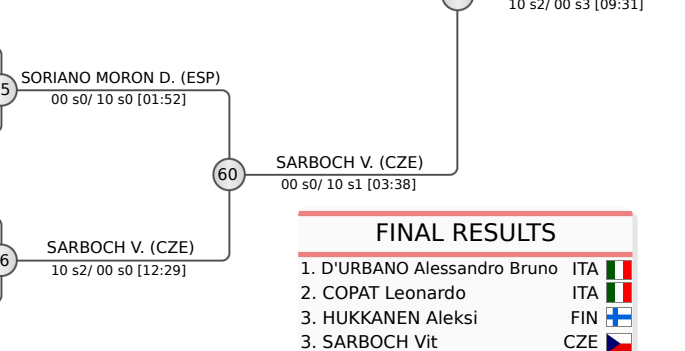 10 s2/ 00 s3 [09:31]
SORIANO MORON D. (ESP)
5
00 s0/ 10 s0 [01:52]
SARBOCH V. (CZE)
60
00 s0/ 10 s1 [03:38]
SARBOCH V. (CZE)
6
10 s2/ 00 s0 [12:29]
FINAL RESULTS
1. D'URBANO Alessandro Bruno ITA
2. COPAT Leonardo ITA
3. HUKKANEN Aleksi FIN
3. SARBOCH Vit CZE